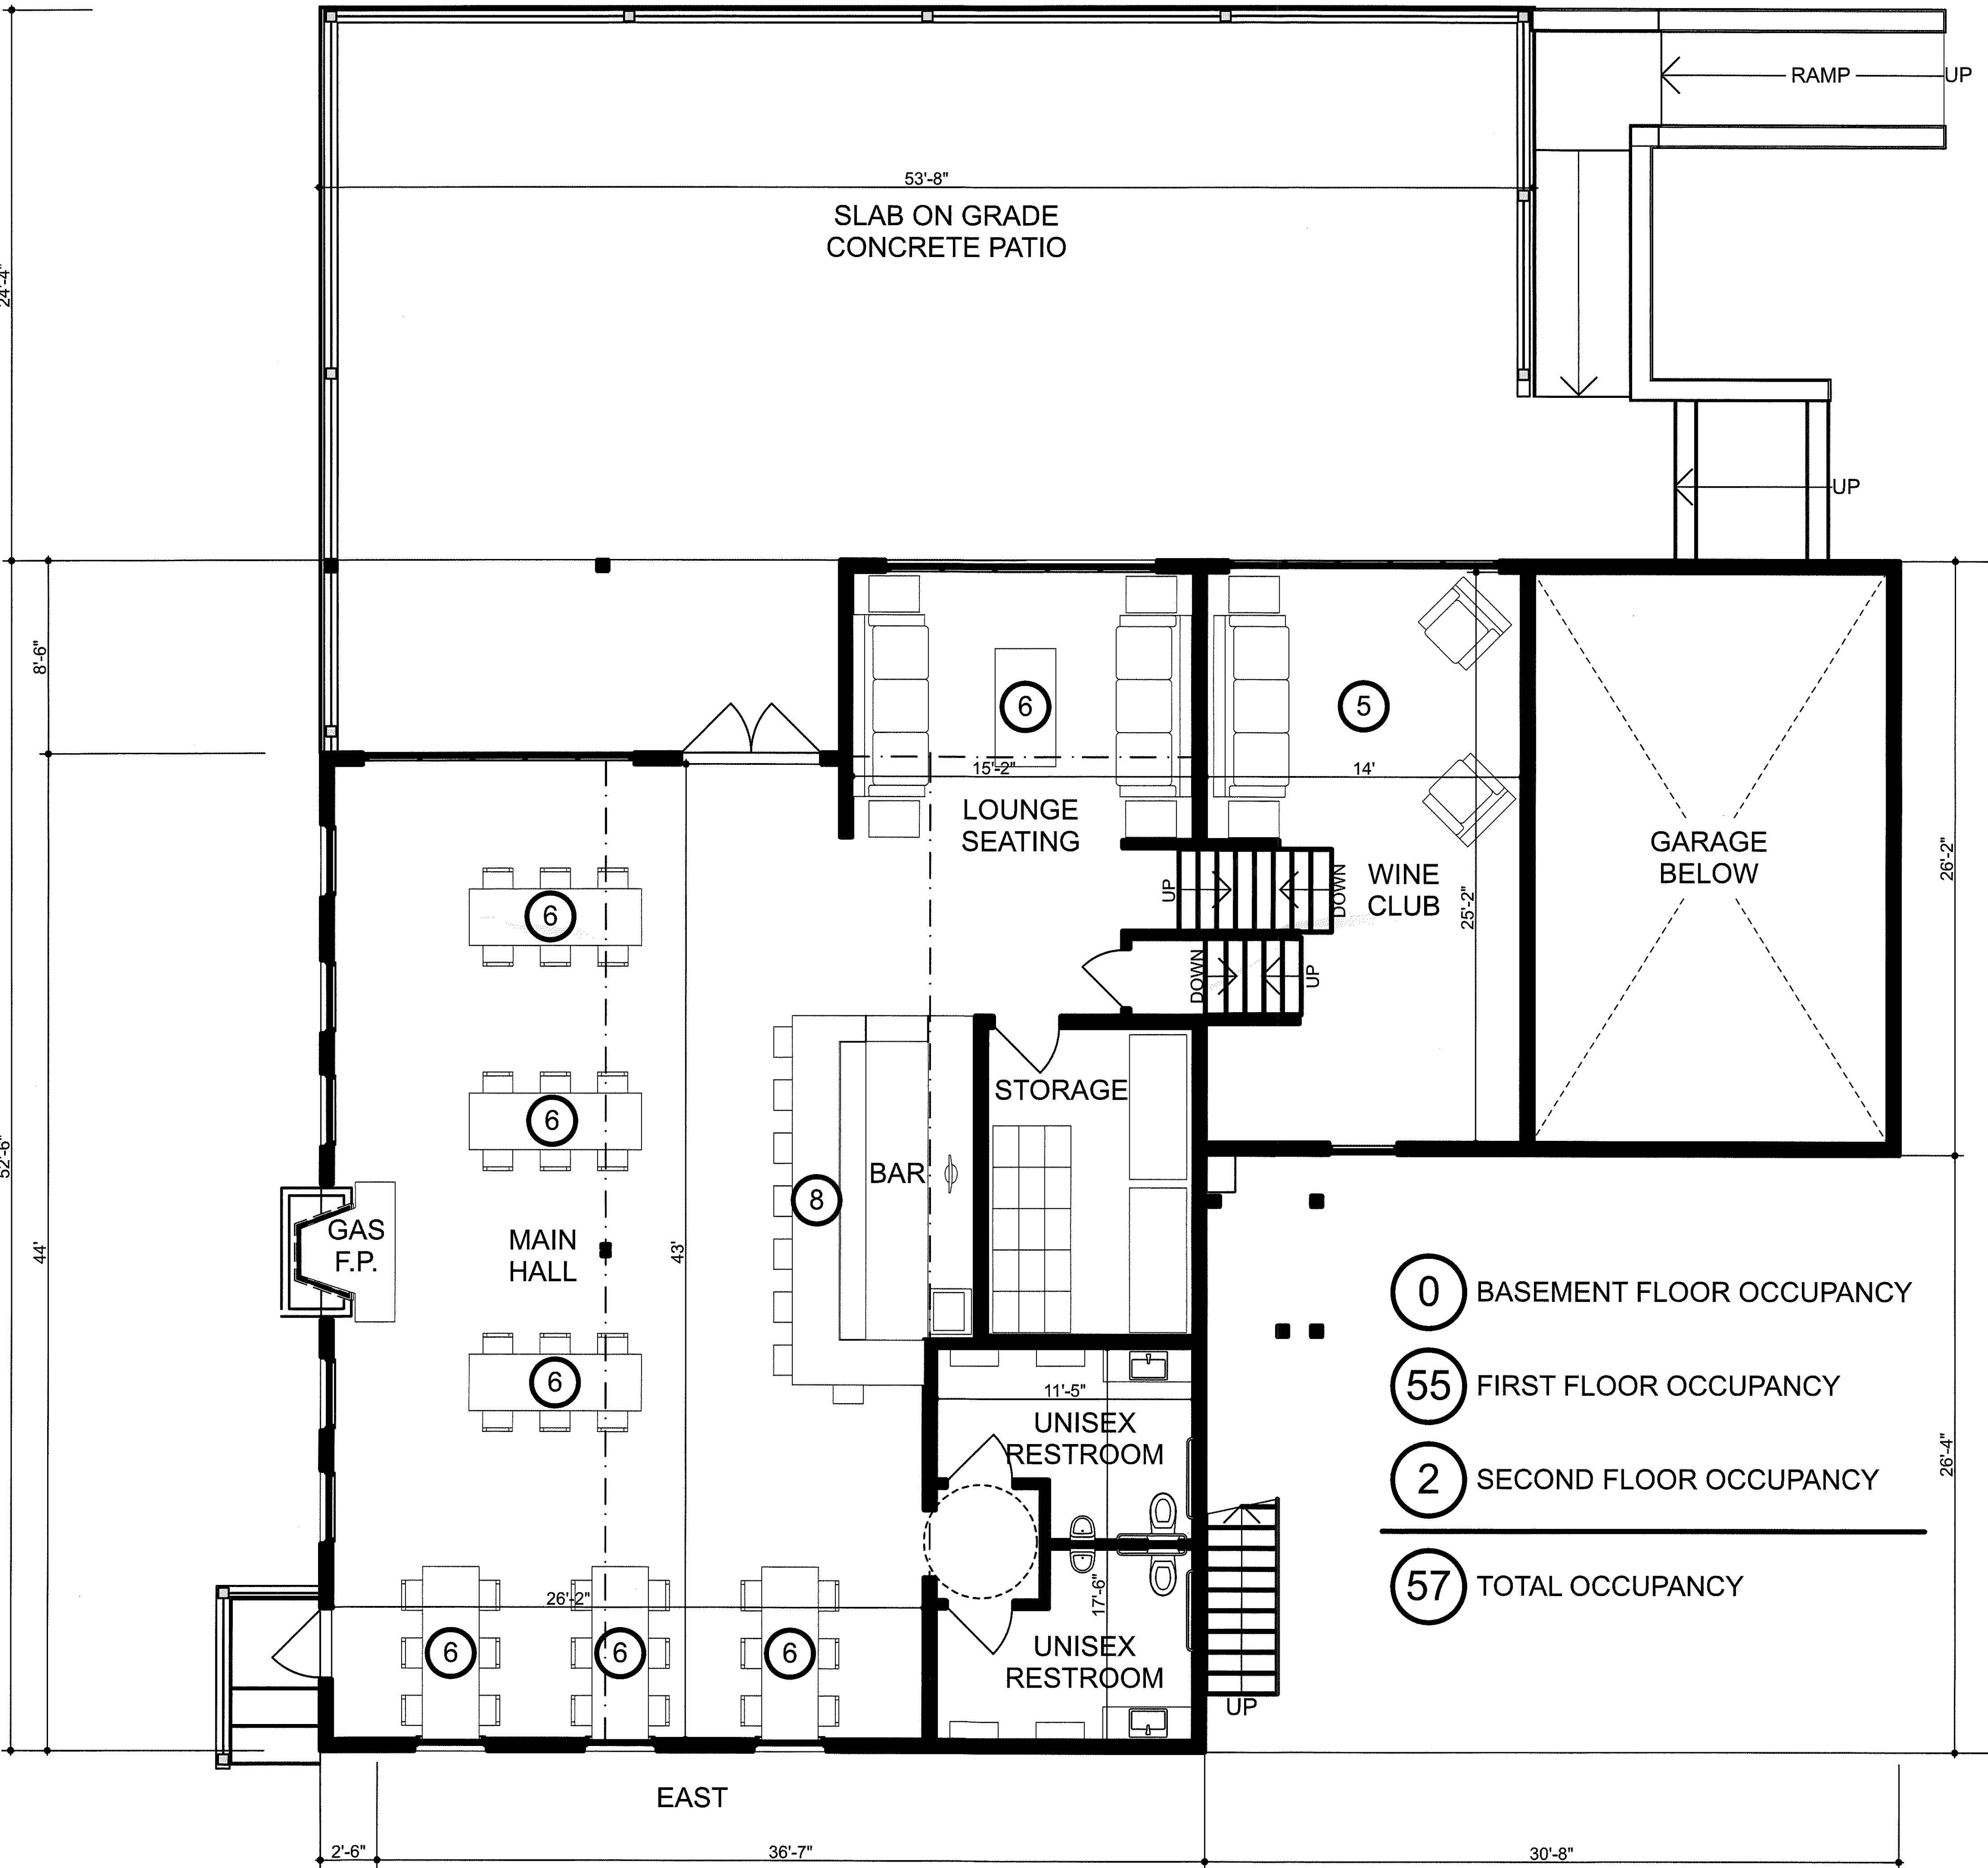 RAMP
UP
53'-8"
SLAB ON GRADE
CONCRETE PATIO
24'-4"
UP
8'-6"
6
5
15'-2"
14'
LOUNGE
SEATING
GARAGE
BELOW
26'-2"
WINE
CLUB
25'-2"
UP
DOWN
DOWN
UP
6
6
STORAGE
BAR
8
52'-6"
44'
GAS
F.P.
MAIN
HALL
43'
6
0 BASEMENT FLOOR OCCUPANCY
55 FIRST FLOOR OCCUPANCY
2 SECOND FLOOR OCCUPANCY
57 TOTAL OCCUPANCY
26'-4"
11'-5"
UNISEX
RESTROOM
17'-6"
UNISEX
RESTROOM
26'-2"
6
6
6
UP
EAST
2'-6"
36'-7"
30'-8"